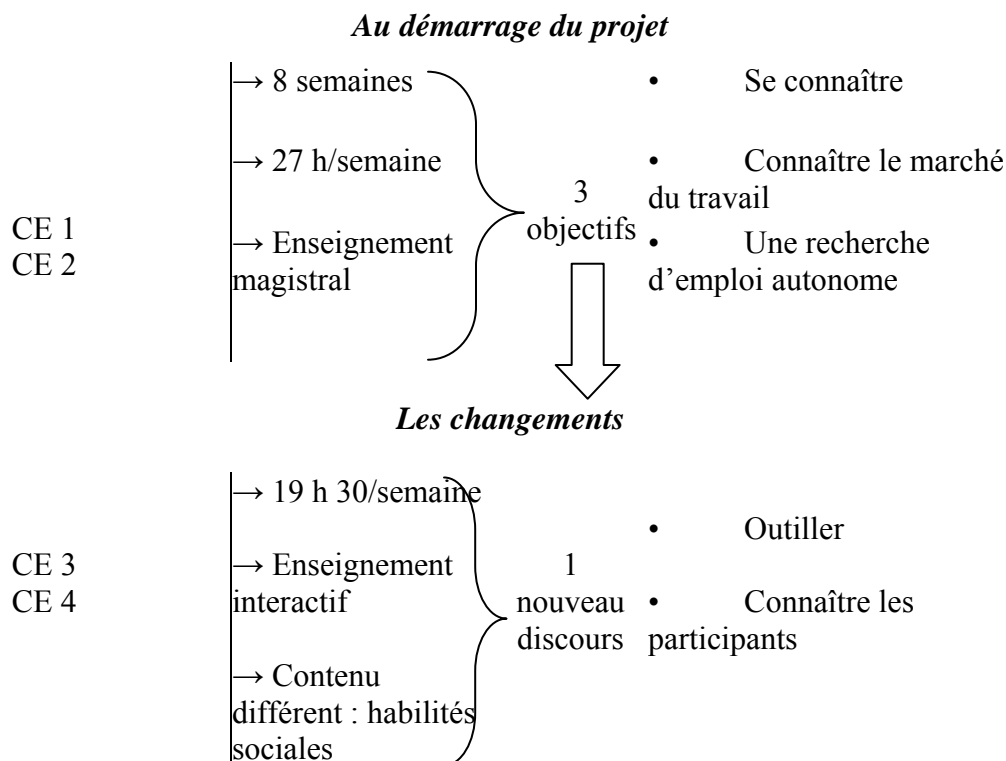 Au démarrage du projet
CE 1
CE 2
→ 8 semaines
→ 27 h/semaine
→ Enseignement
magistral
3
objectifs
• Se connaître
• Connaître le marché
du travail
• Une recherche
d’emploi autonome
Les changements
CE 3
CE 4
→ 19 h 30/semaine
→ Enseignement
interactif
→ Contenu
différent : habilités
sociales
1
nouveau
discours
• Outiller
• Connaître les
participants